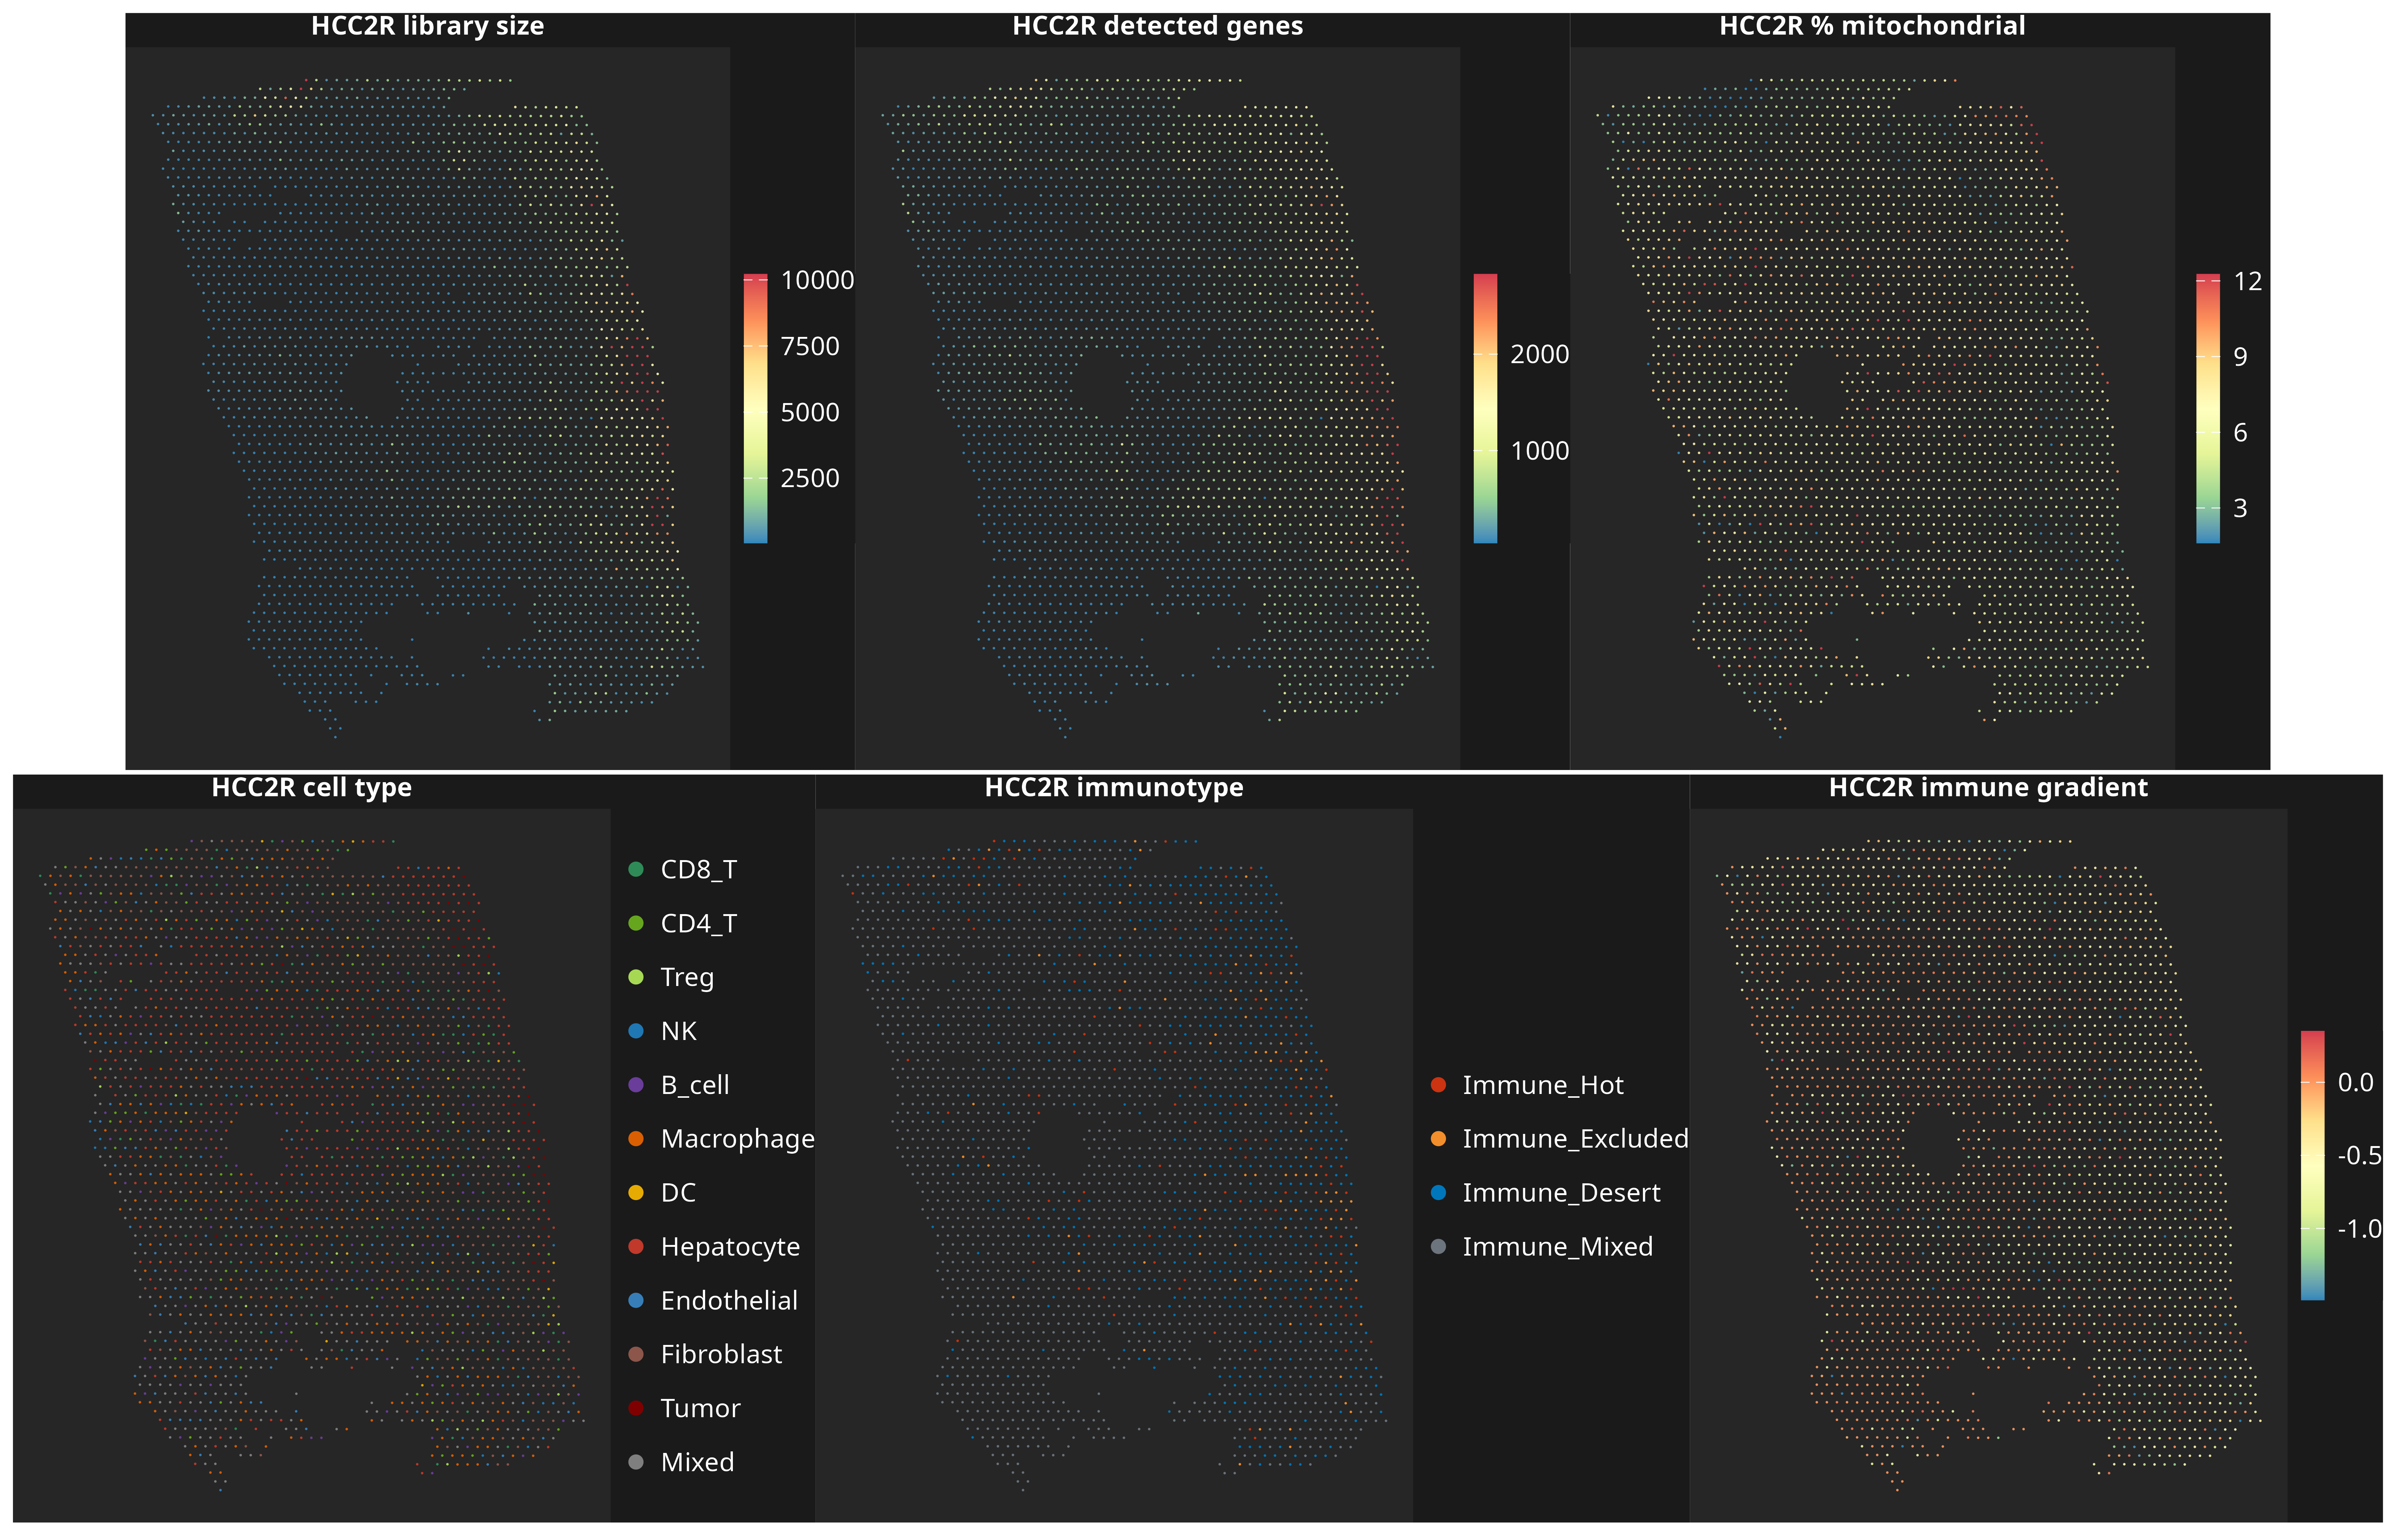 HCC2R library size
10000
7500
5000
2500
HCC2R detected genes
2000
1000
HCC2R % mitochondrial
12
9
6
3
HCC2R cell type
CD8_T
CD4_T
Treg
NK
B_cell
Macrophage
DC
Hepatocyte
Endothelial
Fibroblast
Tumor
Mixed
HCC2R immunotype
Immune_Hot
Immune_Excluded
Immune_Desert
Immune_Mixed
HCC2R immune gradient
0.0
-0.5
-1.0